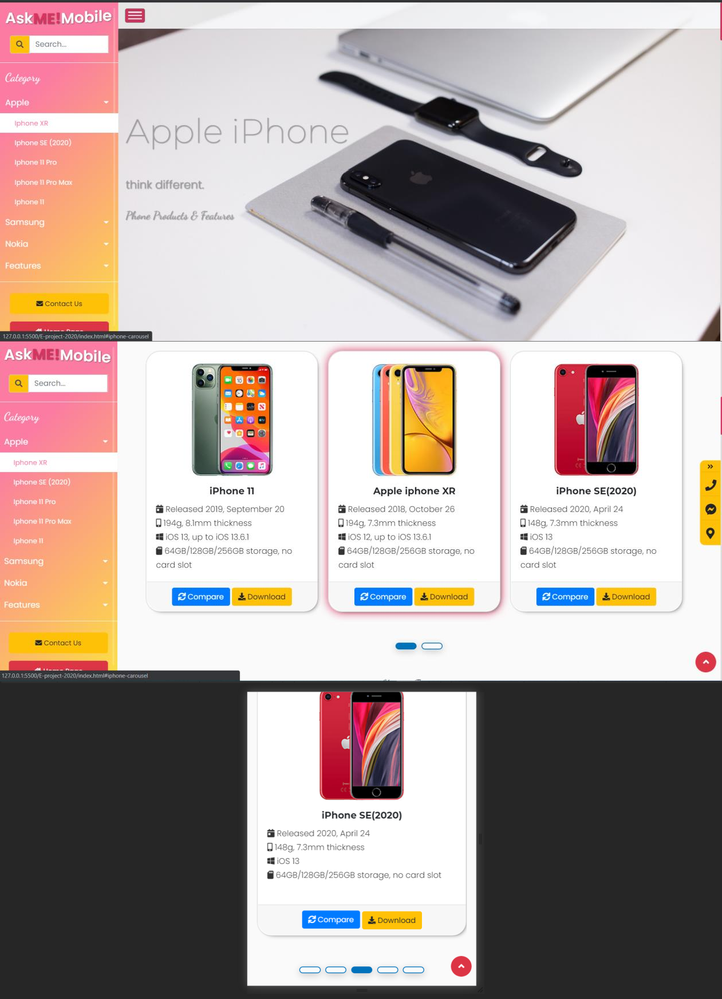 AskME!Mobile
Search...
Category
Apple
Iphone XR
Iphone SE (2020)
Iphone 11 Pro
Iphone 11 Pro Max
Iphone 11
Samsung
Nokia
Features
Contact Us
Home Page
127.0.0.1:5500/E-project-2020/index.html#iphone-carousel
Apple iPhone
think different.
Phone Products & Features
AskME!Mobile
Search...
Category
Apple
Iphone XR
Iphone SE (2020)
Iphone 11 Pro
Iphone 11 Pro Max
Iphone 11
Samsung
Nokia
Features
Contact Us
Home Page
127.0.0.1:5500/E-project-2020/index.html#iphone-carousel
iPhone 11
Released 2019, September 20
194g, 8.1mm thickness
iOS 13, up to iOS 13.6.1
64GB/128GB/256GB storage, no
card slot
Compare Download
Apple iphone XR
Released 2018, October 26
194g, 7.3mm thickness
iOS 12, up to iOS 13.6.1
64GB/128GB/256GB storage, no
card slot
Compare Download
iPhone SE(2020)
Released 2020, April 24
148g, 7.3mm thickness
iOS 13
64GB/128GB/256GB storage, no
card slot
Compare Download
iPhone SE(2020)
Released 2020, April 24
148g, 7.3mm thickness
iOS 13
64GB/128GB/256GB storage, no card slot
Compare Download